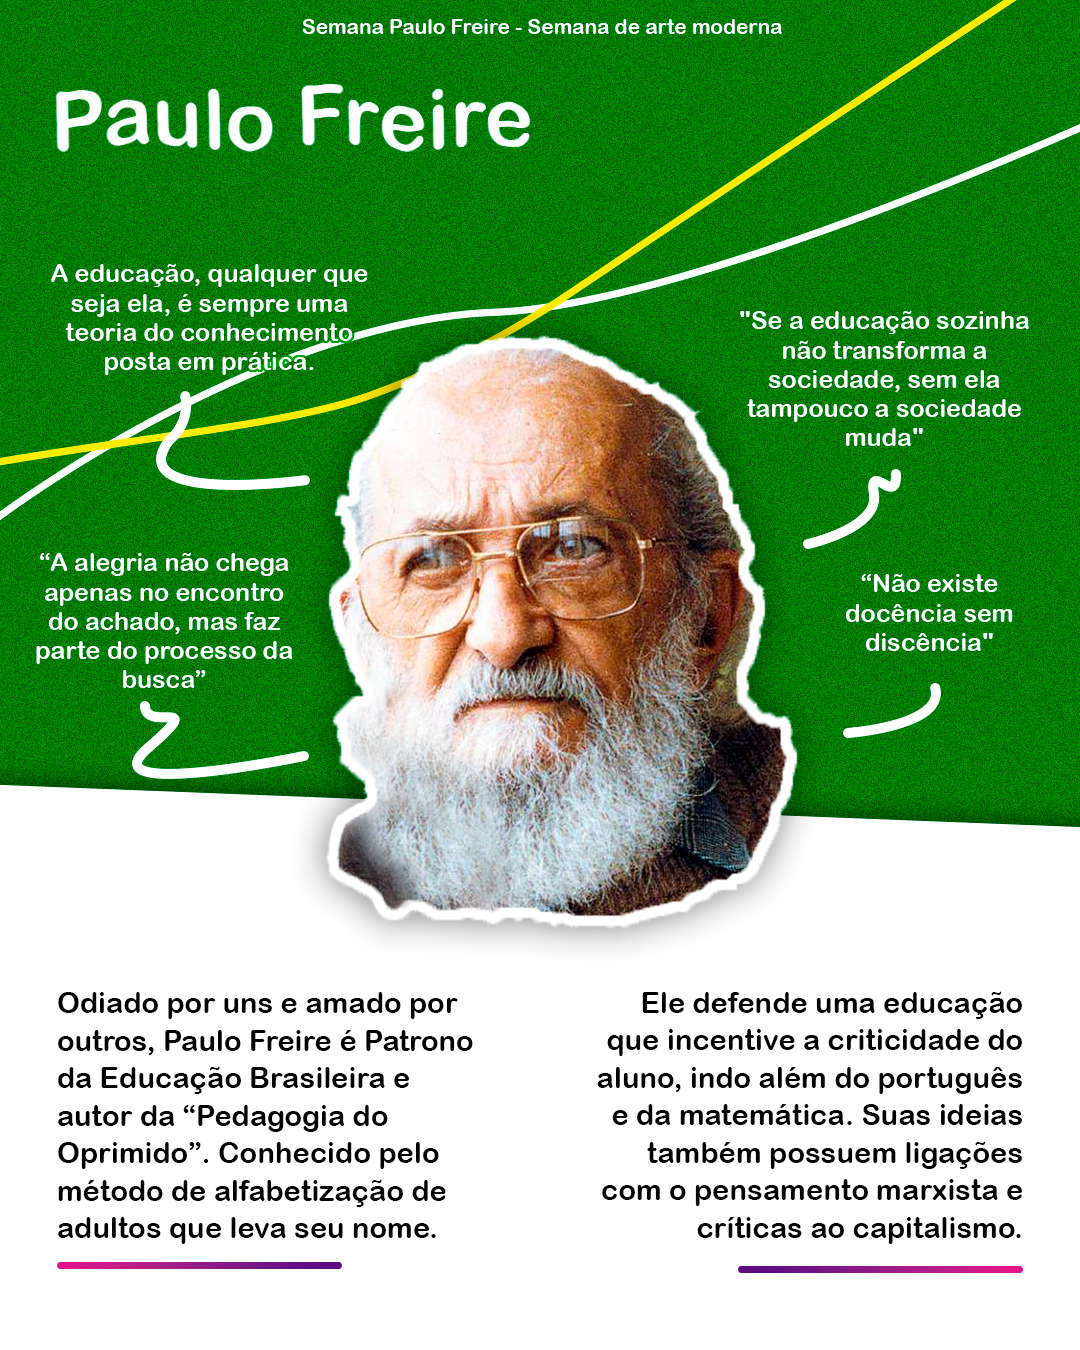 Semana Paulo Freire - Semana de arte moderna
Paulo Freire
A educação, qualquer que
seja ela, é sempre uma
teoria do conhecimento
posta em prática.
"Se a educação sozinha
não transforma a
sociedade, sem ela
tampouco a sociedade
muda"
“A alegria não chega
apenas no encontro
do achado, mas faz
parte do processo da
busca”
“Não existe
docência sem
discência"
Odiado por uns e amado por
outros, Paulo Freire é Patrono
da Educação Brasileira e
autor da “Pedagogia do
Oprimido”. Conhecido pelo
método de alfabetização de
adultos que leva seu nome.
Ele defende uma educação
que incentive a criticidade do
aluno, indo além do português
e da matemática. Suas ideias
também possuem ligações
com o pensamento marxista e
críticas ao capitalismo.